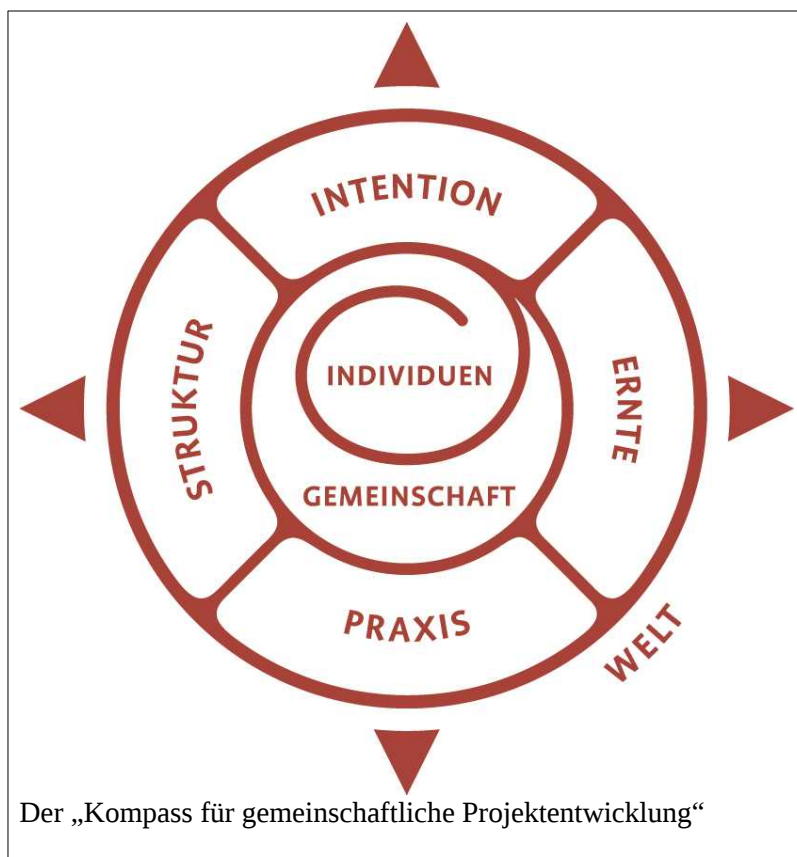 INTENTION
STRUKTUR
INDIVIDUEN
ERNTE
GEMEINSCHAFT
PRAXIS
WELT
Der „Kompass für gemeinschaftliche Projektentwicklung“